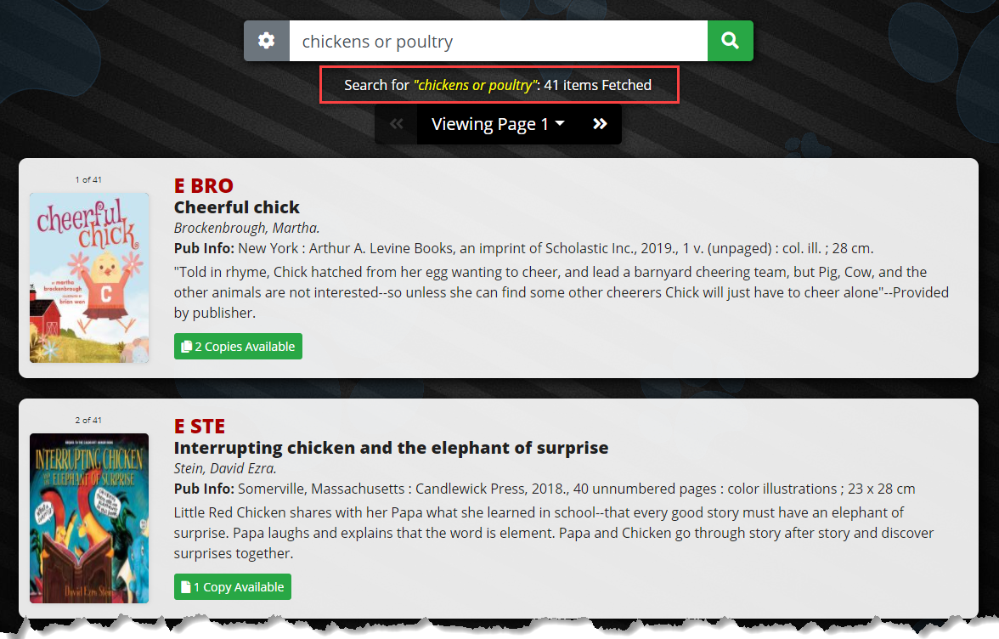 chickens or poultry
Search for "chickens or poultry": 41 items Fetched
Viewing Page 1
1 of 41
cheerful
chick
by martha
brockenbrough
brian won
C
E BRO
Cheerful chick
Brockenbrough, Martha.
Pub Info: New York : Arthur A. Levine Books, an imprint of Scholastic Inc., 2019., 1 v. (unpaged) : col. ill. ; 28 cm.
"Told in rhyme, Chick hatched from her egg wanting to cheer, and lead a barnyard cheering team, but Pig, Cow, and the
other animals are not interested--so unless she can find some other cheerers Chick will just have to cheer alone"--Provided
by publisher.
2 Copies Available
2 of 41
INTERRUPTING CHICKEN
ELEPHANT OF SURPRISE
David Ezra Stein
E STE
Interrupting chicken and the elephant of surprise
Stein, David Ezra.
Pub Info: Somerville, Massachusetts : Candlewick Press, 2018., 40 unnumbered pages : color illustrations ; 23 x 28 cm
Little Red Chicken shares with her Papa what she learned in school--that every good story must have an elephant of
surprise. Papa laughs and explains that the word is element. Papa and Chicken go through story after story and discover
surprises together.
1 Copy Available